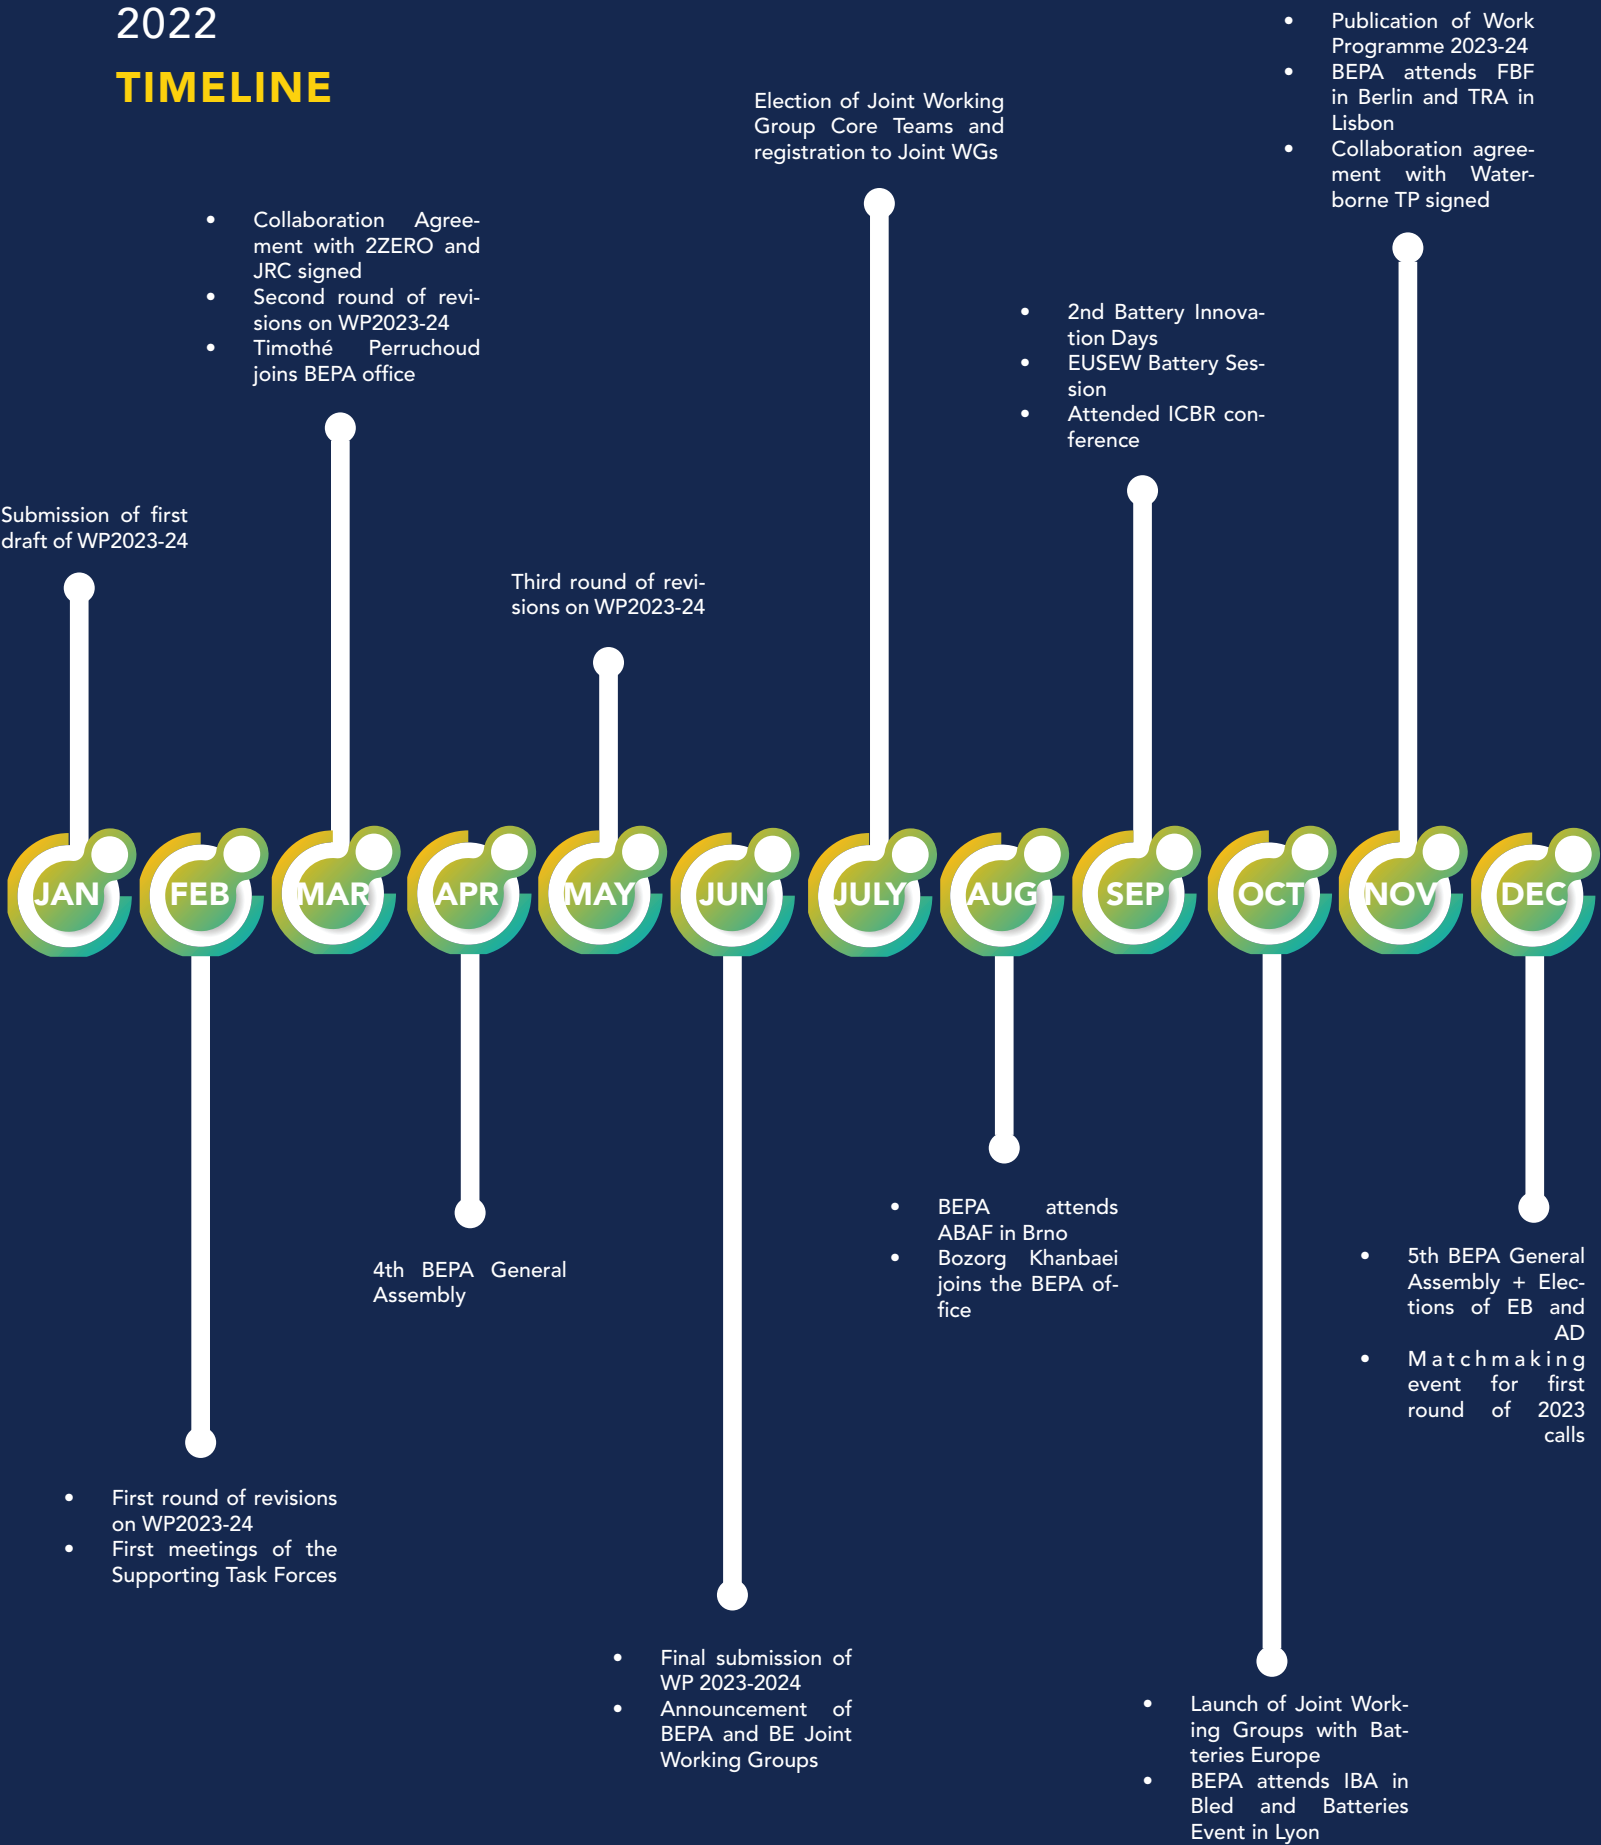 2022
TIMELINE
Submission of first
draft of WP2023-24
• Collaboration Agree-
ment with 2ZERO and
JRC signed
• Second round of revi-
sions on WP2023-24
• Timothé Perruchoud
joins BEPA office
Third round of revi-
sions on WP2023-24
Election of Joint Working
Group Core Teams and
registration to Joint WGs
• 2nd Battery Innova-
tion Days
• EUSEW Battery Ses-
sion
• Attended ICBR con-
ference
• Publication of Work
Programme 2023-24
• BEPA attends FBF
in Berlin and TRA in
Lisbon
• Collaboration agree-
ment with Water-
borne TP signed
JAN
FEB
MAR
APR
MAY
JUN
JULY
AUG
SEP
OCT
NOV
DEC
• First round of revisions
on WP2023-24
• First meetings of the
Supporting Task Forces
4th BEPA General
Assembly
• Final submission of
WP 2023-2024
• Announcement of
BEPA and BE Joint
Working Groups
• BEPA attends
ABAF in Brno
• Bozorg Khanbaei
joins the BEPA of-
fice
• Launch of Joint Work-
ing Groups with Bat-
teries Europe
• BEPA attends IBA in
Bled and Batteries
Event in Lyon
• 5th BEPA General
Assembly + Elec-
tions of EB and
AD
• Matchmaking
event for first
round of 2023
calls